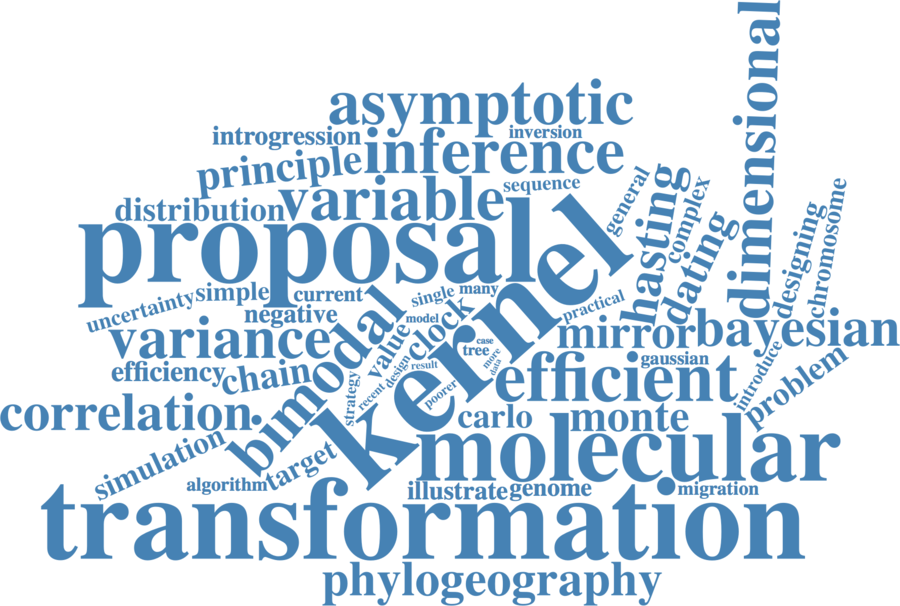 dimensional
asymptotic
introgression
inversion
inference
principle
general
hasting
complex
sequence
variable
distribution
proposal
kernel
dating
designing
chromosome
uncertainty
simple
current
single
many
negative
practical
bimodal
value
model
clock
mirror
bayesian
variance
case
tree
more
data
gaussian
efficiency
chain
strategy
recent
design
result
poorer
efficient
introduce
problem
correlation
carlo
monte
simulation
target
molecular
algorithm
illustrate
genome
migration
transformation
phylogeography